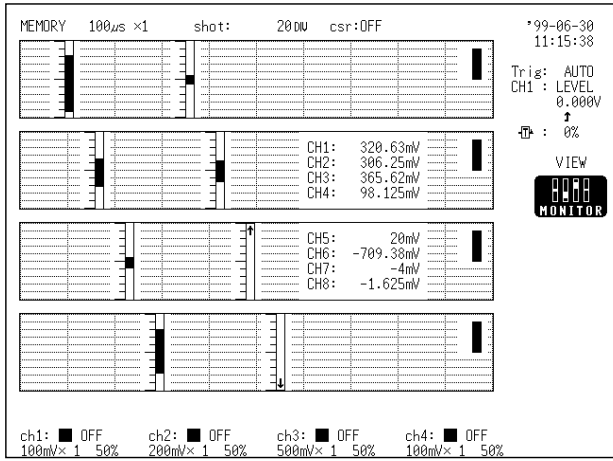 MEMORY 100µs ×1 shot: 20 DIV csr:OFF '99-06-30
11:15:38
Trig: AUTO
CH1 : LEVEL
0.000V
↑
T : 0%
VIEW
MONITOR
CH1: 320.63mV
CH2: 306.25mV
CH3: 365.62mV
CH4: 98.125mV
CH5: 20mV
CH6: -709.38mV
CH7: -4mV
CH8: -1.625mV
ch1: ■ OFF ch2: ■ OFF ch3: ■ OFF ch4: ■ OFF
100mV× 1 50% 200mV× 1 50% 500mV× 1 50% 100mV× 1 50%